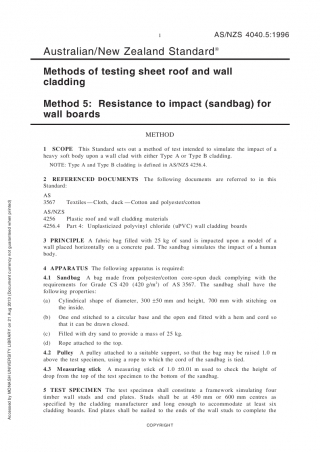 1
AS/NZS 4040.5:1996
Australian/New Zealand Standard®
Methods of testing sheet roof and wall
cladding
Method 5: Resistance to impact (sandbag) for
wall boards
METHOD
1 SCOPE This Standard sets out a method of test intended to simulate the impact of a
heavy soft body upon a wall clad with either Type A or Type B cladding.
NOTE: Type A and Type B cladding is defined in AS/NZS 4256.4.
2 REFERENCED DOCUMENTS The following documents are referred to in this
Standard:
AS
3567 Textiles—Cloth, duck—Cotton and polyester/cotton
AS/NZS
4256 Plastic roof and wall cladding materials
4256.4 Part 4: Unplasticized polyvinyl chloride (uPVC) wall cladding boards
3 PRINCIPLE A fabric bag filled with 25 kg of sand is impacted upon a model of a
wall placed horizontally on a concrete pad. The sandbag simulates the impact of a human
body.
4 APPARATUS The following apparatus is required:
4.1 Sandbag A bag made from polyester/cotton core-spun duck complying with the
requirements for Grade CS 420 (420 g/m²) of AS 3567. The sandbag shall have the
following properties:
(a) Cylindrical shape of diameter, 300 ±50 mm and height, 700 mm with stitching on
the inside.
(b) One end stitched to a circular base and the open end fitted with a hem and cord so
that it can be drawn closed.
(c) Filled with dry sand to provide a mass of 25 kg.
(d) Rope attached to the top.
4.2 Pulley A pulley attached to a suitable support, so that the bag may be raised 1.0 m
above the test specimen, using a rope to which the cord of the sandbag is tied.
4.3 Measuring stick A measuring stick of 1.0 ±0.01 m used to check the height of
drop from the top of the test specimen to the bottom of the sandbag.
5 TEST SPECIMEN The test specimen shall constitute a framework simulating four
timber wall studs and end plates. Studs shall be at 450 mm or 600 mm centres as
specified by the cladding manufacturer and long enough to accommodate at least six
cladding boards. End plates shall be nailed to the ends of the wall studs to complete the
COPYRIGHT
Accessed by MONASH UNIVERSITY LIBRARY on 21 Aug 2013 (Document currency not guaranteed when printed)